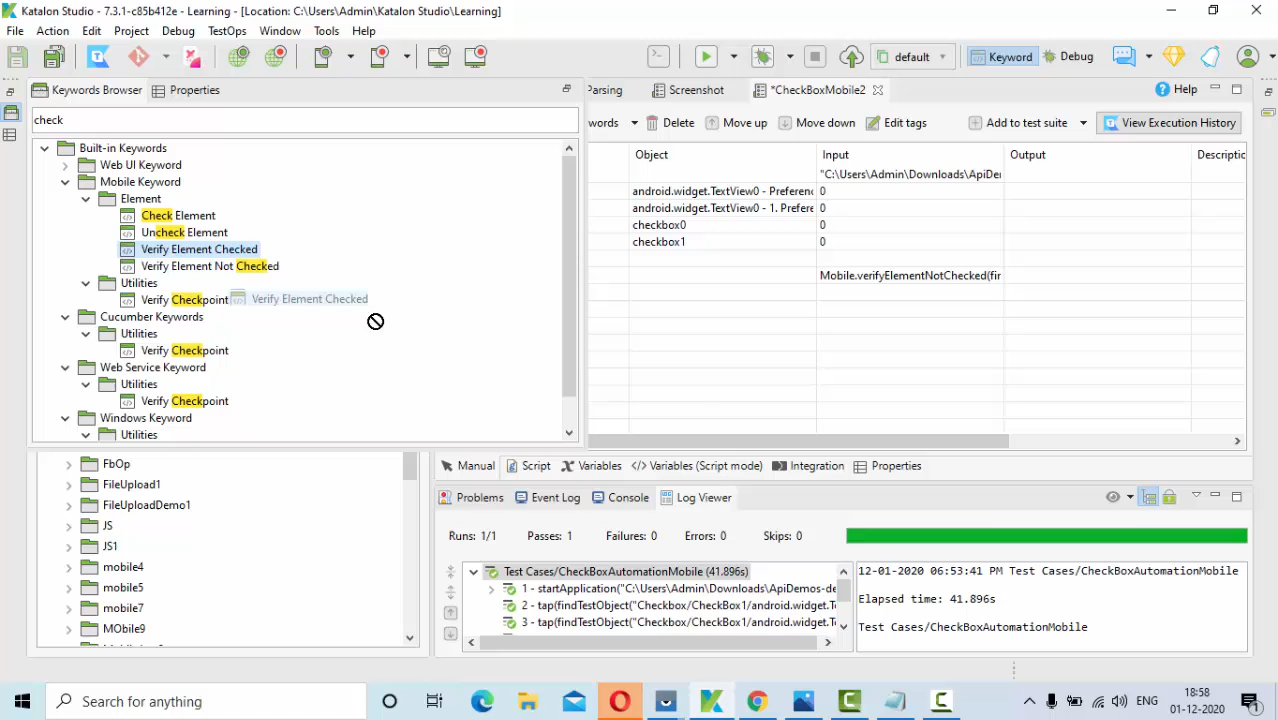 Katalon Studio - 7.3.1-c85b412e - Learning - [Location: C:\Users\Admin\Katalon Studio\Learning]
File Action Edit Project Debug TestOps Window Tools Help
default Keyword Debug
Keywords Browser Properties
Parsing Screenshot *CheckBoxMobile2 Help
check
words Delete Move up Move down Edit tags Add to test suite View Execution History
Built-in Keywords
Web UI Keyword
Mobile Keyword
Element
Check Element
Uncheck Element
Verify Element Checked
Verify Element Not Checked
Utilities
Verify Checkpoint
Verify Element Checked
Cucumber Keywords
Utilities
Verify Checkpoint
Web Service Keyword
Utilities
Verify Checkpoint
Windows Keyword
Utilities
Object Input Output Descriptic
"C:\Users\Admin\Downloads\ApiDem
android.widget.TextView0 - Preferenc 0
android.widget.TextView0 - 1. Prefere 0
checkbox0 0
checkbox1 0
Mobile.verifyElementNotChecked(fir
Manual Script Variables Variables (Script mode) Integration Properties
FbOp
FileUpload1
FileUploadDemo1
JS
JS1
mobile4
mobile5
mobile7
MObile9
Problems Event Log Console Log Viewer
Runs: 1/1 Passes: 1 Failures: 0 Errors: 0 Skips: 0
Test Cases/CheckBoxAutomationMobile (41.896s)
1 - startApplication("C:\Users\Admin\Downloads\ApiDemos-de
2 - tap(findTestObject("Checkbox/CheckBox1/android.widget.Te
3 - tap(findTestObject("Checkbox/CheckBox1/android.widget.Te
12-01-2020 06:53:41 PM Test Cases/CheckBoxAutomationMobile
Elapsed time: 41.896s
Test Cases/CheckBoxAutomationMobile
Search for anything
ENG
18:58
01-12-2020
1